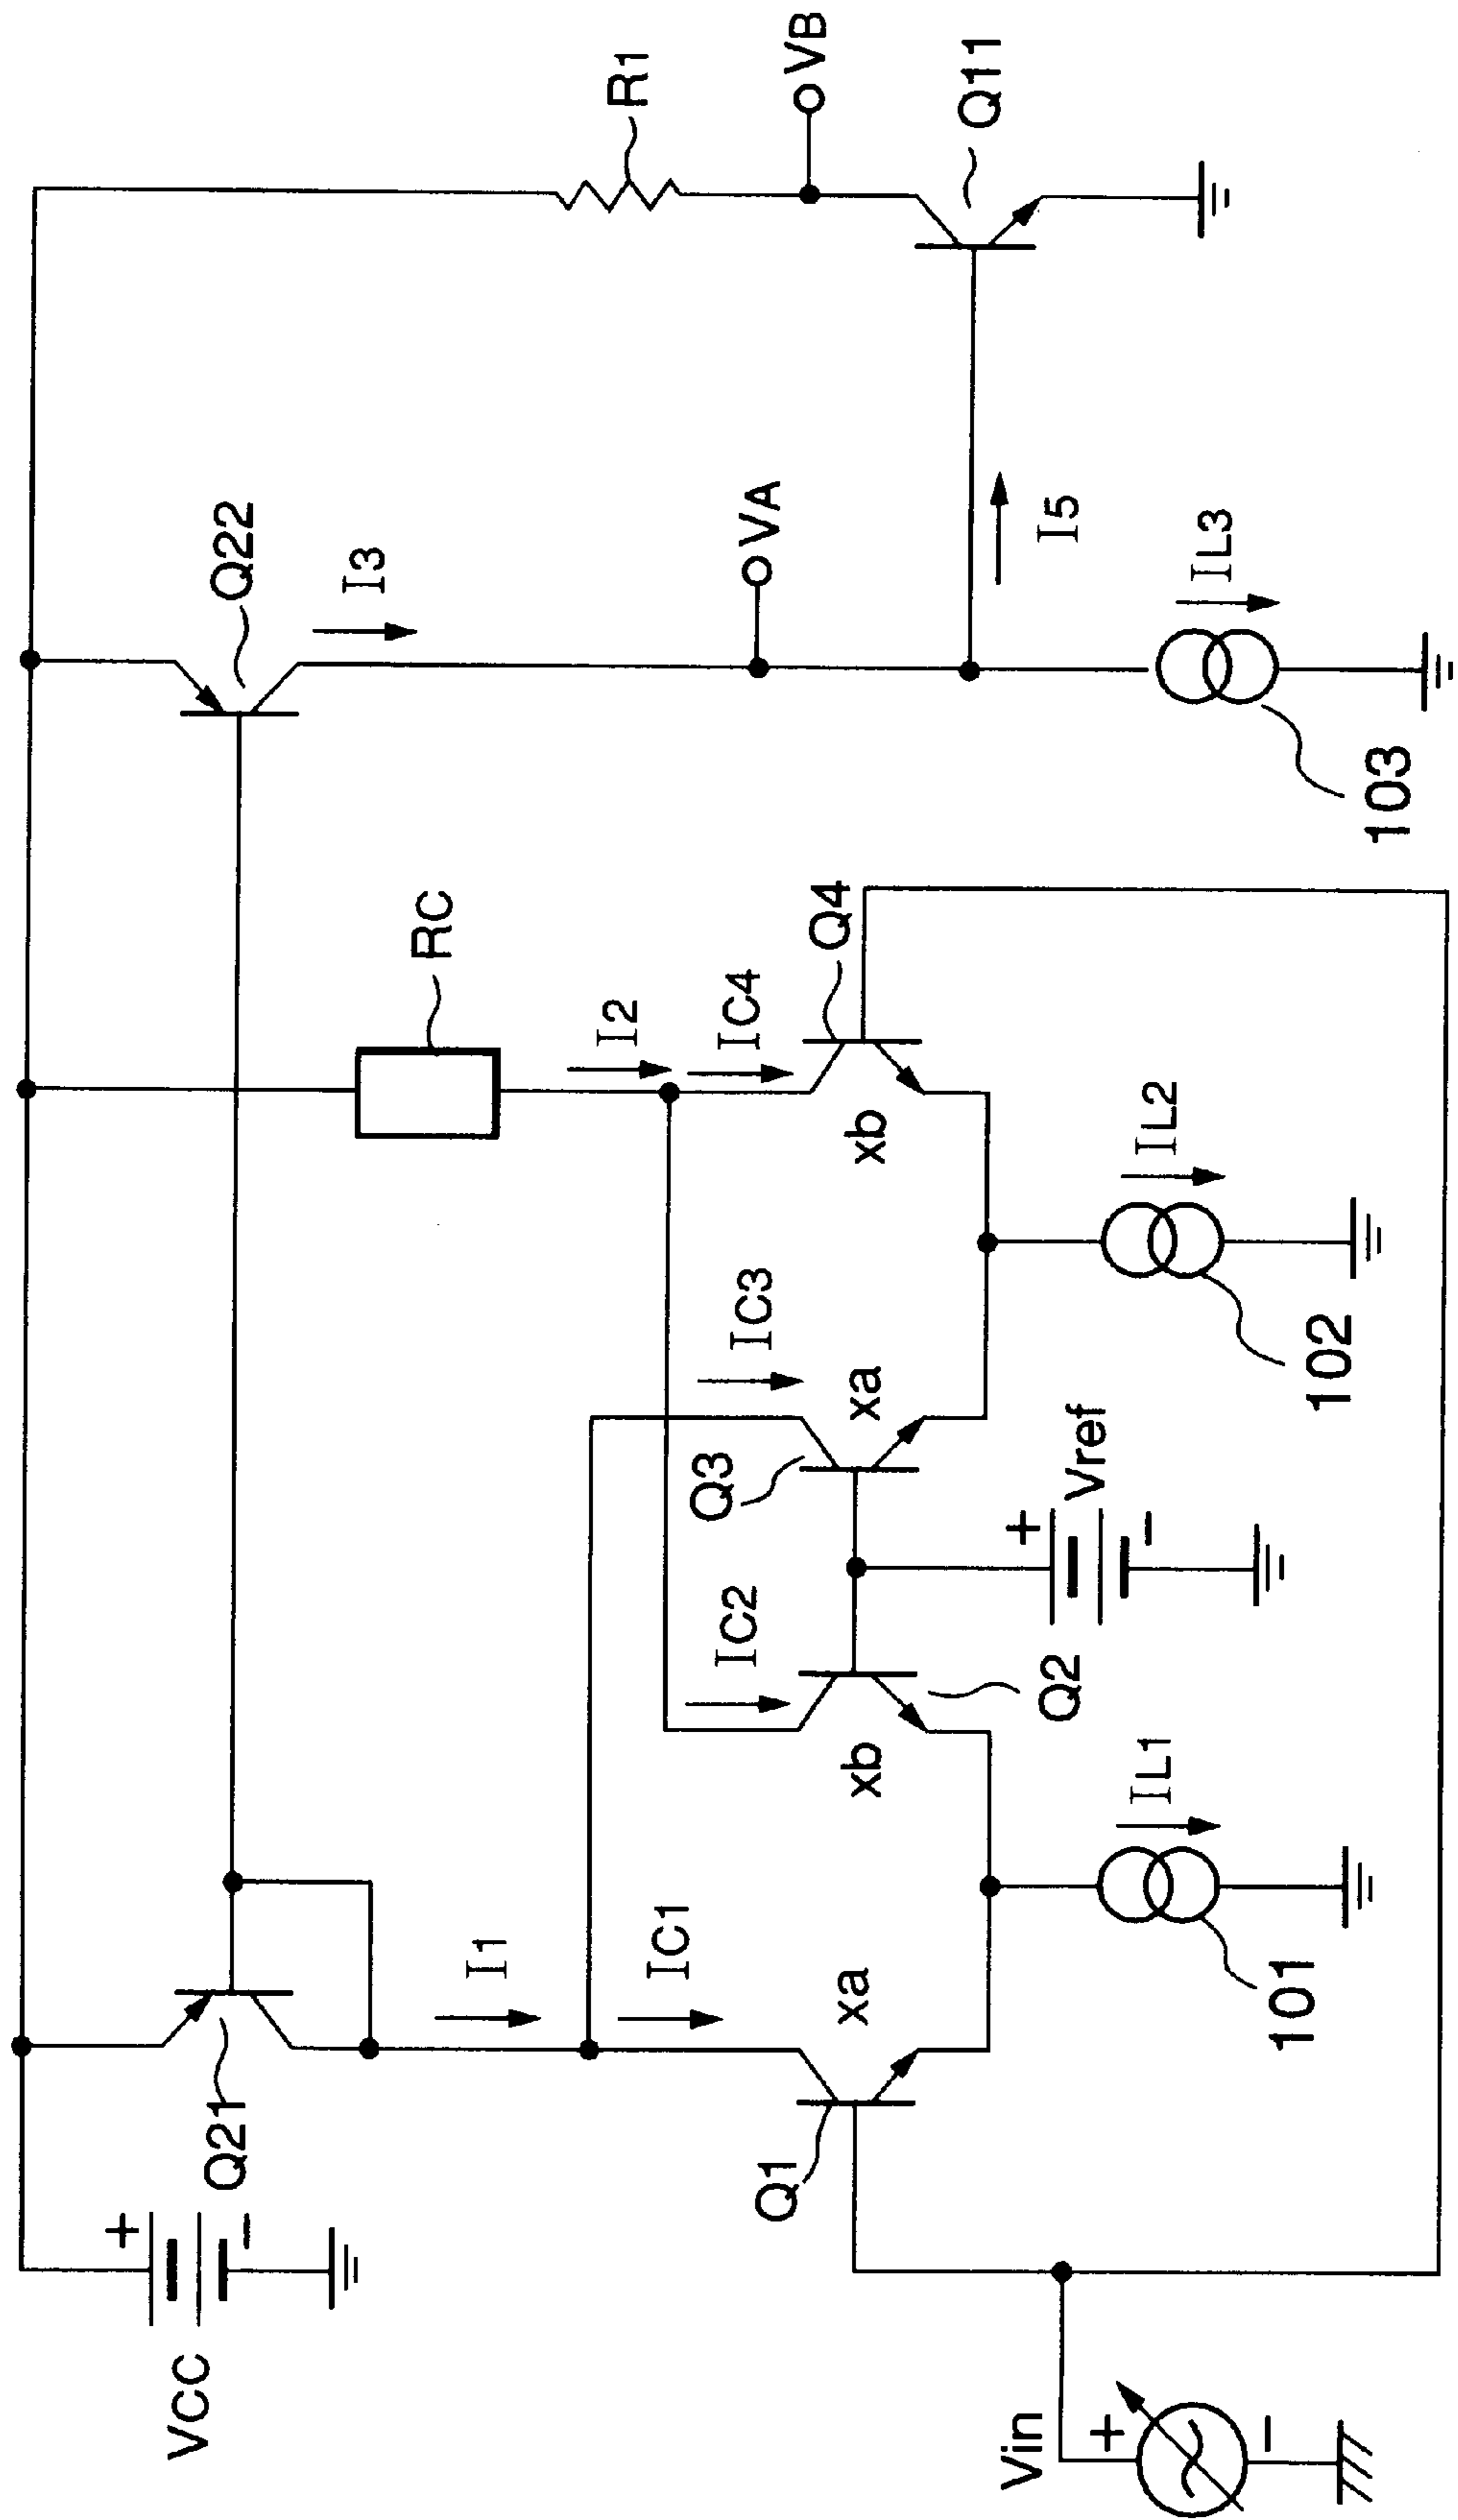 VCC
+
-
Q21
Q22
I3
RC
R1
VB
VA
Q11
I5
IL3
103
I1
IC1
IC2
IC3
I2
IC4
Q1
xa
xb
Q2
Q3
xa
xb
Q4
+
-
Vref
IL1
101
IL2
102
Vin
+
-